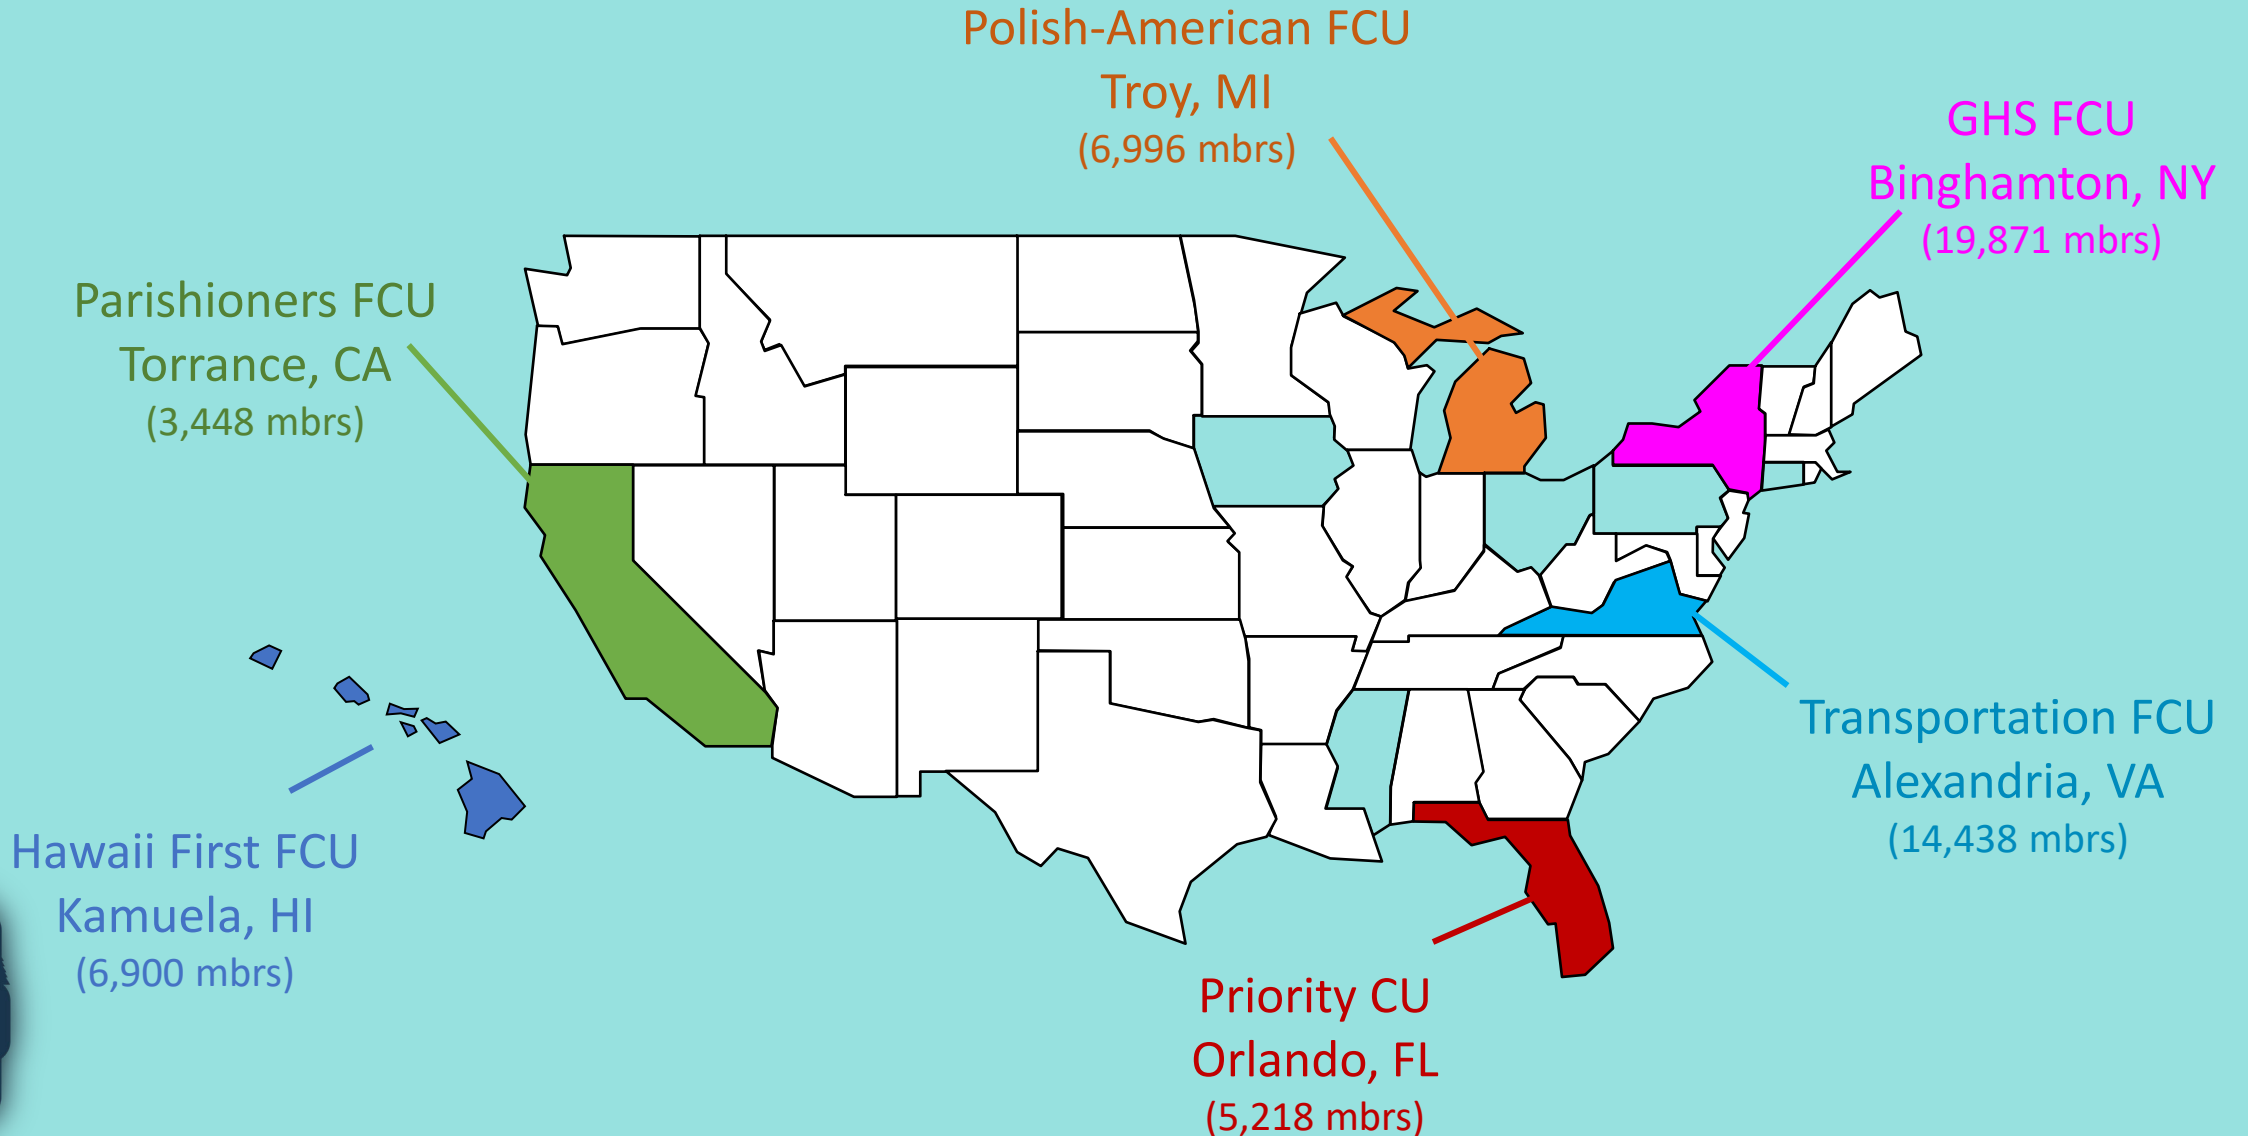 Polish-American FCU
Troy, MI
(6,996 mbrs)
GHS FCU
Binghamton, NY
(19,871 mbrs)
Parishioners FCU
Torrance, CA
(3,448 mbrs)
Transportation FCU
Alexandria, VA
(14,438 mbrs)
Hawaii First FCU
Kamuela, HI
(6,900 mbrs)
Priority CU
Orlando, FL
(5,218 mbrs)